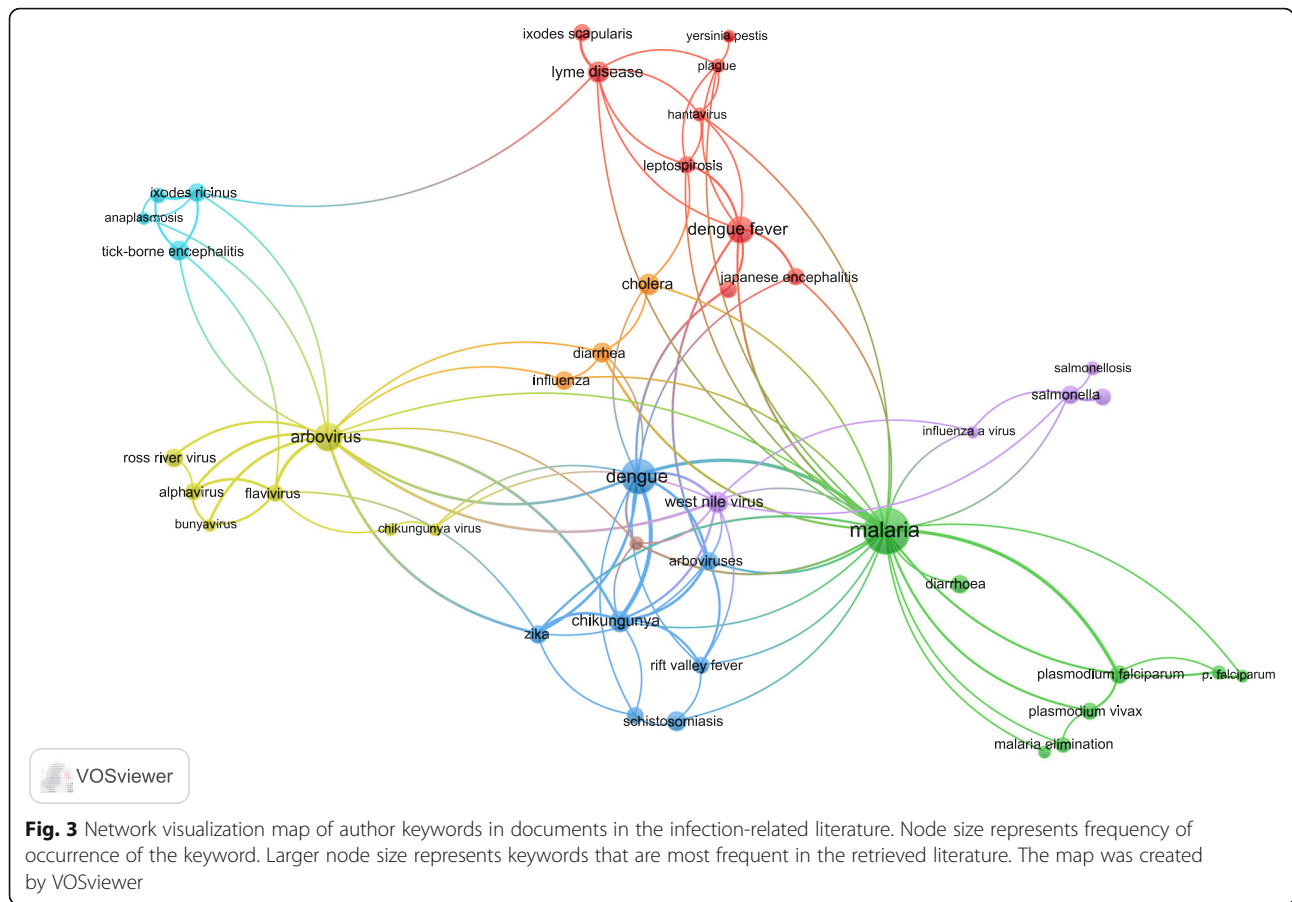 ixodes scapularis
yersinia pestis
lyme disease
plague
hantavirus
leptospirosis
ixodes ricinus
anaplasmosis
tick-borne encephalitis
dengue fever
japanese encephalitis
cholera
diarrhea
influenza
salmonellosis
salmonella
influenza a virus
arbovirus
ross river virus
alphavirus
flavivirus
bunyavirus
chikungunya virus
dengue
west nile virus
malaria
arboviruses
diarrhoea
chikungunya
zika
rift valley fever
schistosomiasis
plasmodium falciparum
p. falciparum
plasmodium vivax
malaria elimination
VOSviewer
Fig. 3 Network visualization map of author keywords in documents in the infection-related literature. Node size represents frequency of
occurrence of the keyword. Larger node size represents keywords that are most frequent in the retrieved literature. The map was created
by VOSviewer